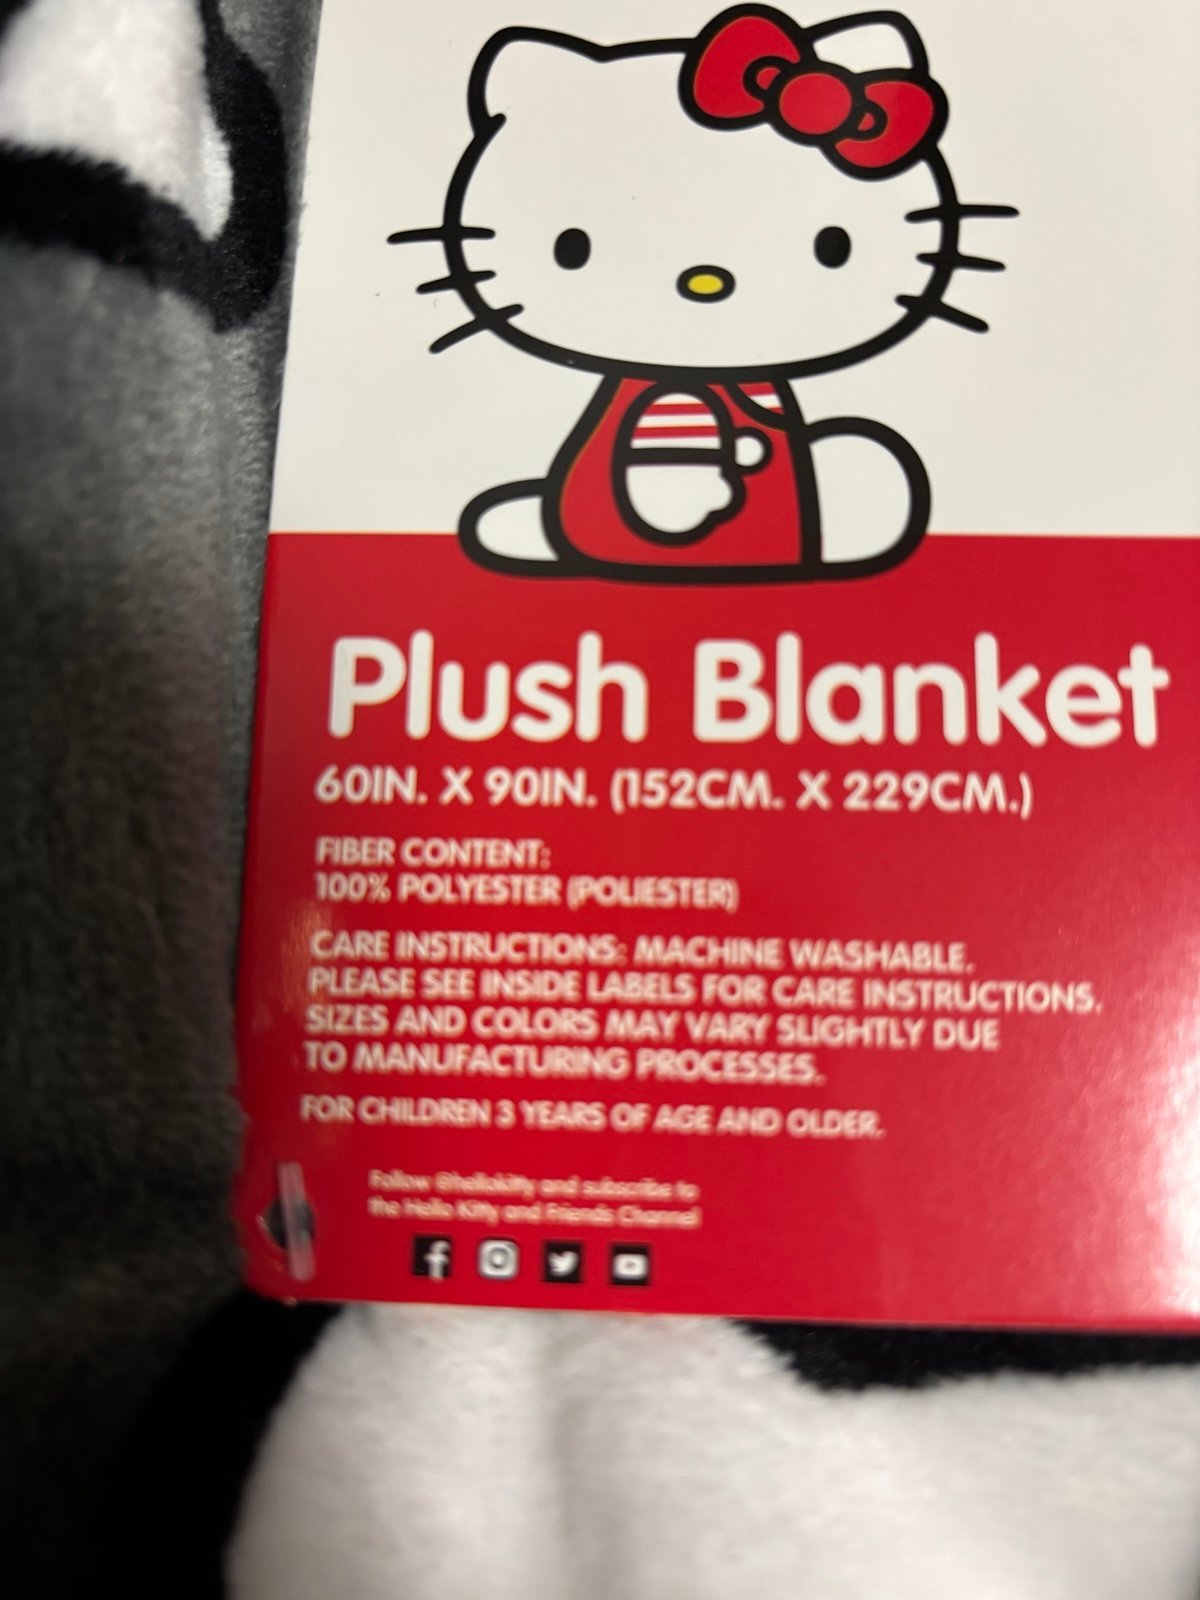 Plush Blanket
60IN. X 90IN. (152CM. X 229CM.)
FIBER CONTENT:
100% POLYESTER (POLIESTER)
CARE INSTRUCTIONS: MACHINE WASHABLE.
PLEASE SEE INSIDE LABELS FOR CARE INSTRUCTIONS.
SIZES AND COLORS MAY VARY SLIGHTLY DUE
TO MANUFACTURING PROCESSES.
FOR CHILDREN 3 YEARS OF AGE AND OLDER.
Follow @hellokitty and subscribe to
the Hello Kitty and Friends Channel